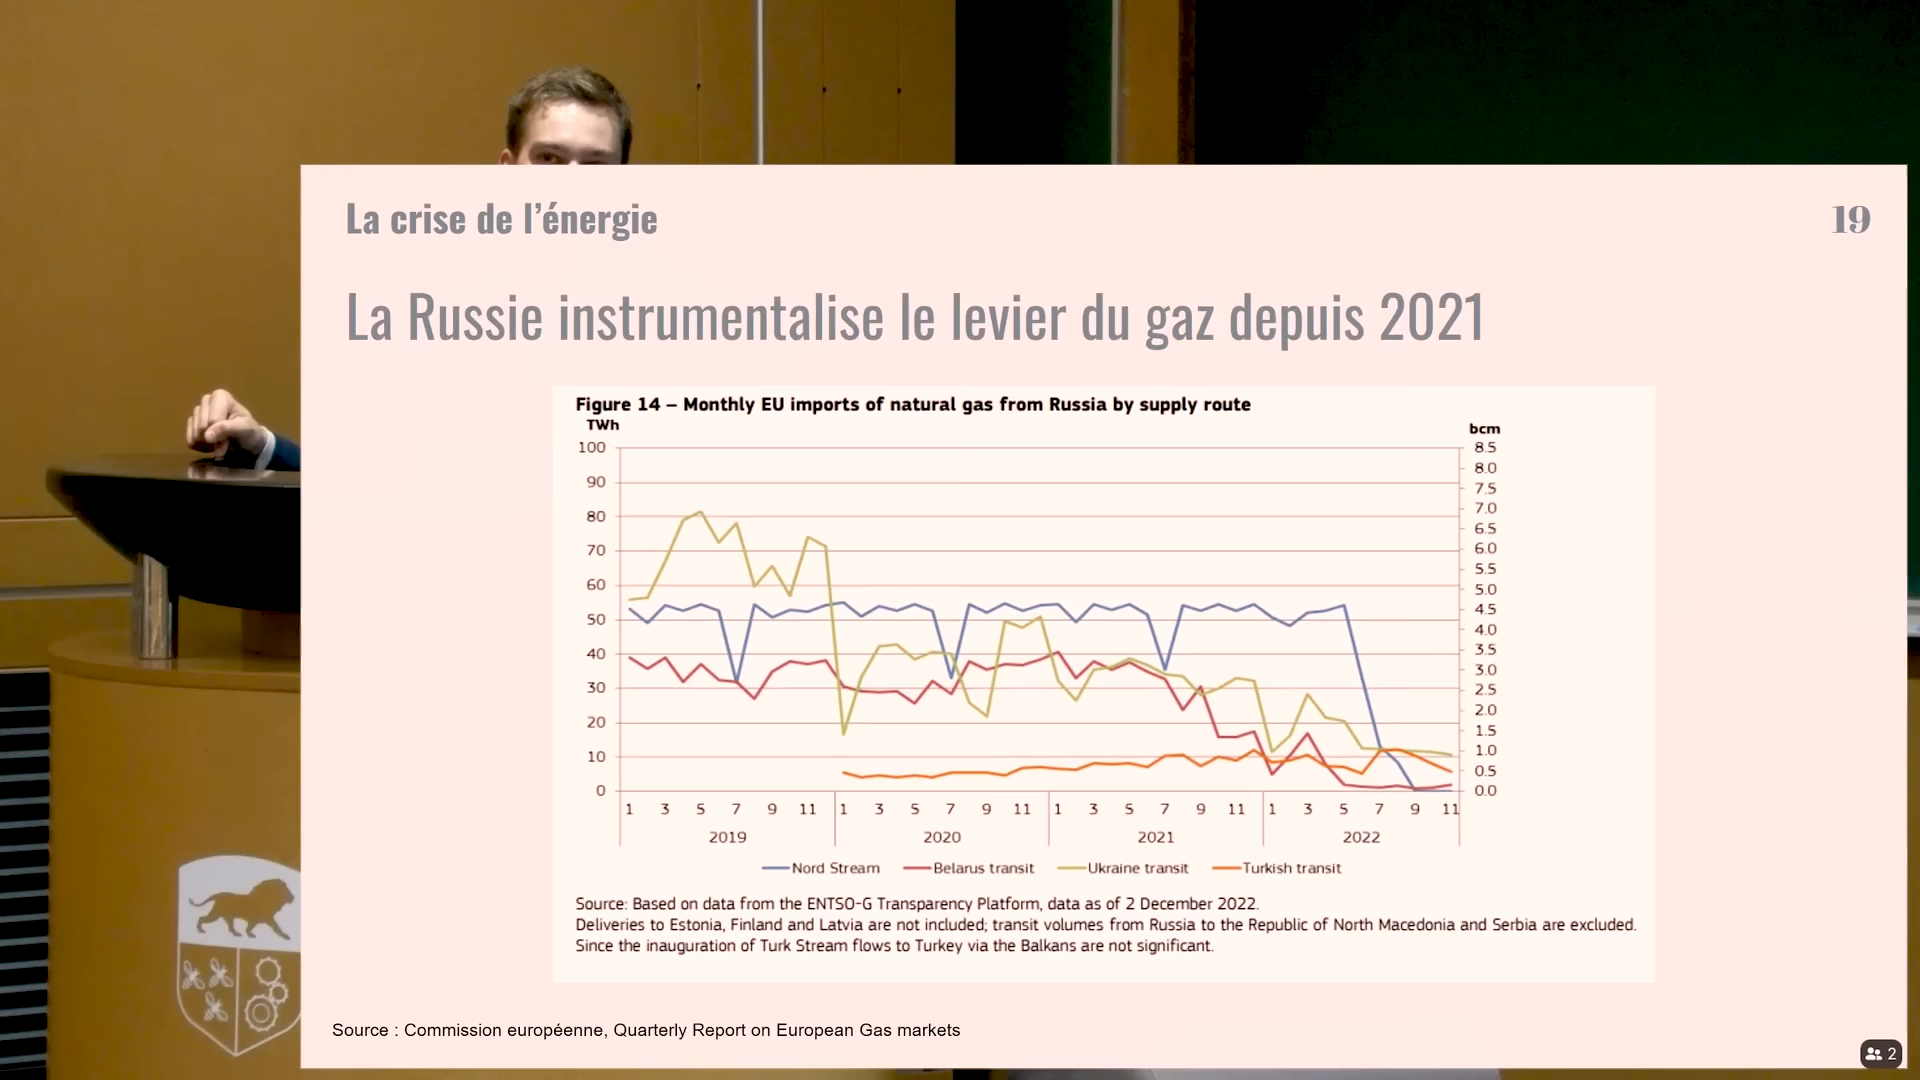 La crise de l'énergie
19
La Russie instrumentalise le levier du gaz depuis 2021
Figure 14 – Monthly EU imports of natural gas from Russia by supply route
TWh
bcm
100
90
80
70
60
50
40
30
20
10
0
8.5
8.0
7.5
7.0
6.5
6.0
5.5
5.0
4.5
4.0
3.5
3.0
2.5
2.0
1.5
1.0
0.5
0.0
1 3 5 7 9 11 1 3 5 7 9 11 1 3 5 7 9 11 1 3 5 7 9 11
2019 2020 2021 2022
Nord Stream Belarus transit Ukraine transit Turkish transit
Source: Based on data from the ENTSO-G Transparency Platform, data as of 2 December 2022.
Deliveries to Estonia, Finland and Latvia are not included; transit volumes from Russia to the Republic of North Macedonia and Serbia are excluded.
Since the inauguration of Turk Stream flows to Turkey via the Balkans are not significant.
Source : Commission européenne, Quarterly Report on European Gas markets
2